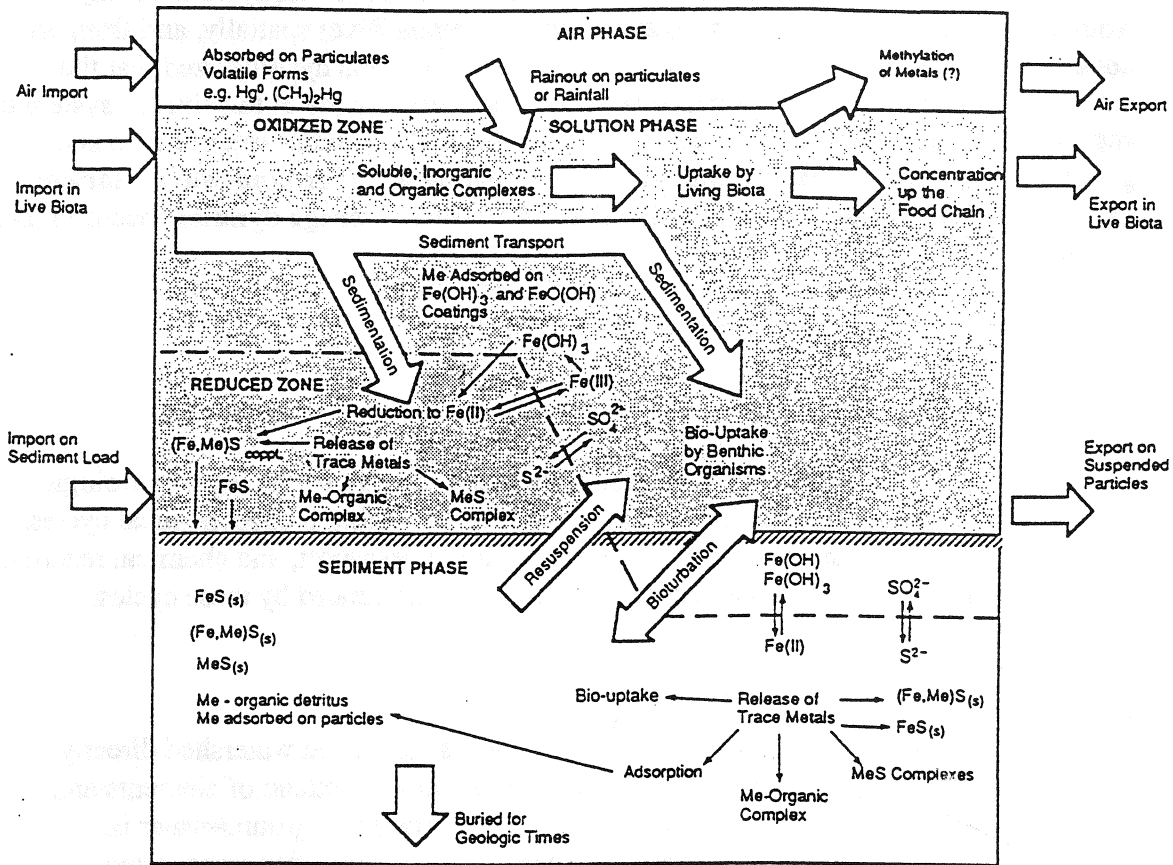 AIR PHASE
Absorbed on Particulates
Volatile Forms
e.g. Hg⁰, (CH₃)₂Hg
Rainout on particulates
or Rainfall
Methylation
of Metals (?)
Air Import
Air Export
OXIDIZED ZONE
SOLUTION PHASE
Import in
Live Biota
Soluble, Inorganic
and Organic Complexes
Uptake by
Living Biota
Concentration
up the
Food Chain
Export in
Live Biota
Sediment Transport
Sedimentation
Sedimentation
Me Adsorbed on
Fe(OH)₃ and FeO(OH)
Coatings
Fe(OH)₃
Fe(III)
REDUCED ZONE
Reduction to Fe(II)
SO₄²⁻
S²⁻
Import on
Sediment Load
(Fe,Me)S coppt.
Release of
Trace Metals
FeS
Me-Organic
Complex
MeS
Complex
Bio-Uptake
by Benthic
Organisms
Export on
Suspended
Particles
Resuspension
Bioturbation
SEDIMENT PHASE
FeS₍s₎
(Fe,Me)S₍s₎
MeS₍s₎
Me - organic detritus
Me adsorbed on particles
Fe(OH)
Fe(OH)₃
Fe(II)
SO₄²⁻
S²⁻
Bio-uptake
Release of
Trace Metals
(Fe,Me)S₍s₎
FeS₍s₎
Adsorption
Me-Organic
Complex
MeS Complexes
Buried for
Geologic Times